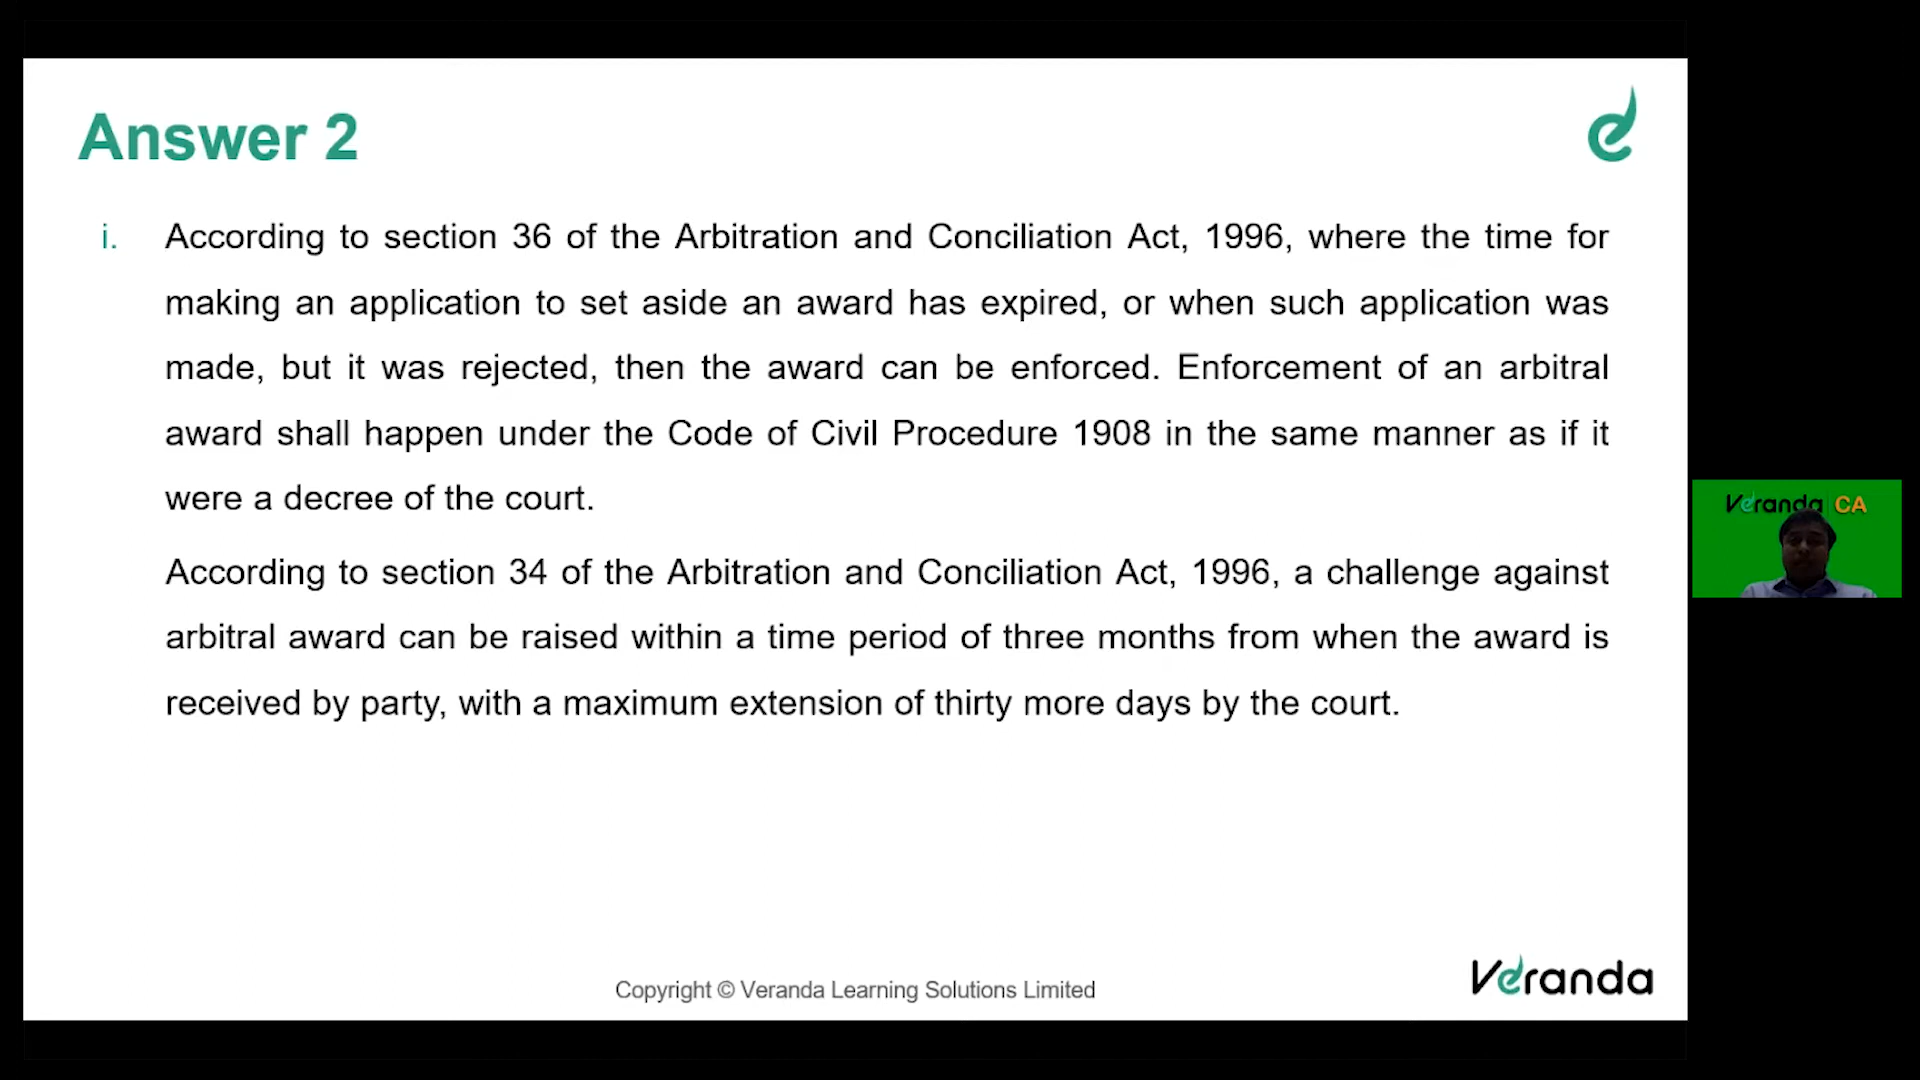 Answer 2
i. According to section 36 of the Arbitration and Conciliation Act, 1996, where the time for
making an application to set aside an award has expired, or when such application was
made, but it was rejected, then the award can be enforced. Enforcement of an arbitral
award shall happen under the Code of Civil Procedure 1908 in the same manner as if it
were a decree of the court.
According to section 34 of the Arbitration and Conciliation Act, 1996, a challenge against
arbitral award can be raised within a time period of three months from when the award is
received by party, with a maximum extension of thirty more days by the court.
Veranda CA
Copyright © Veranda Learning Solutions Limited
Veranda